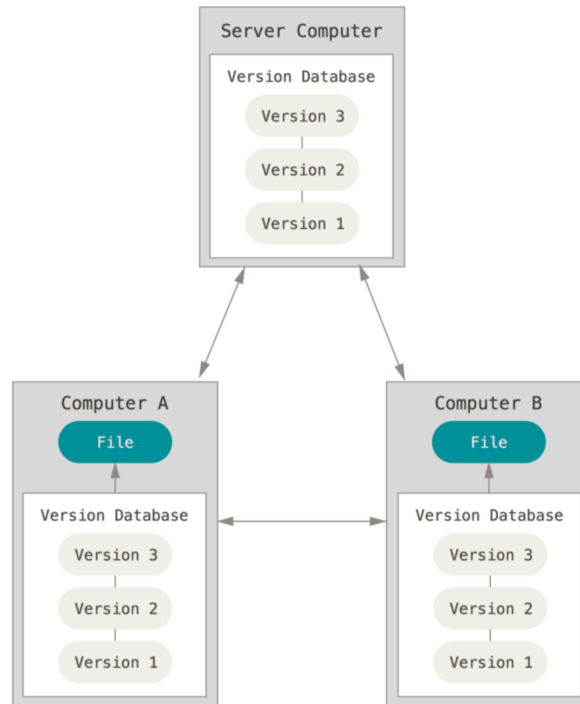 Server Computer
Version Database
Version 3
Version 2
Version 1
Computer A
File
Version Database
Version 3
Version 2
Version 1
Computer B
File
Version Database
Version 3
Version 2
Version 1